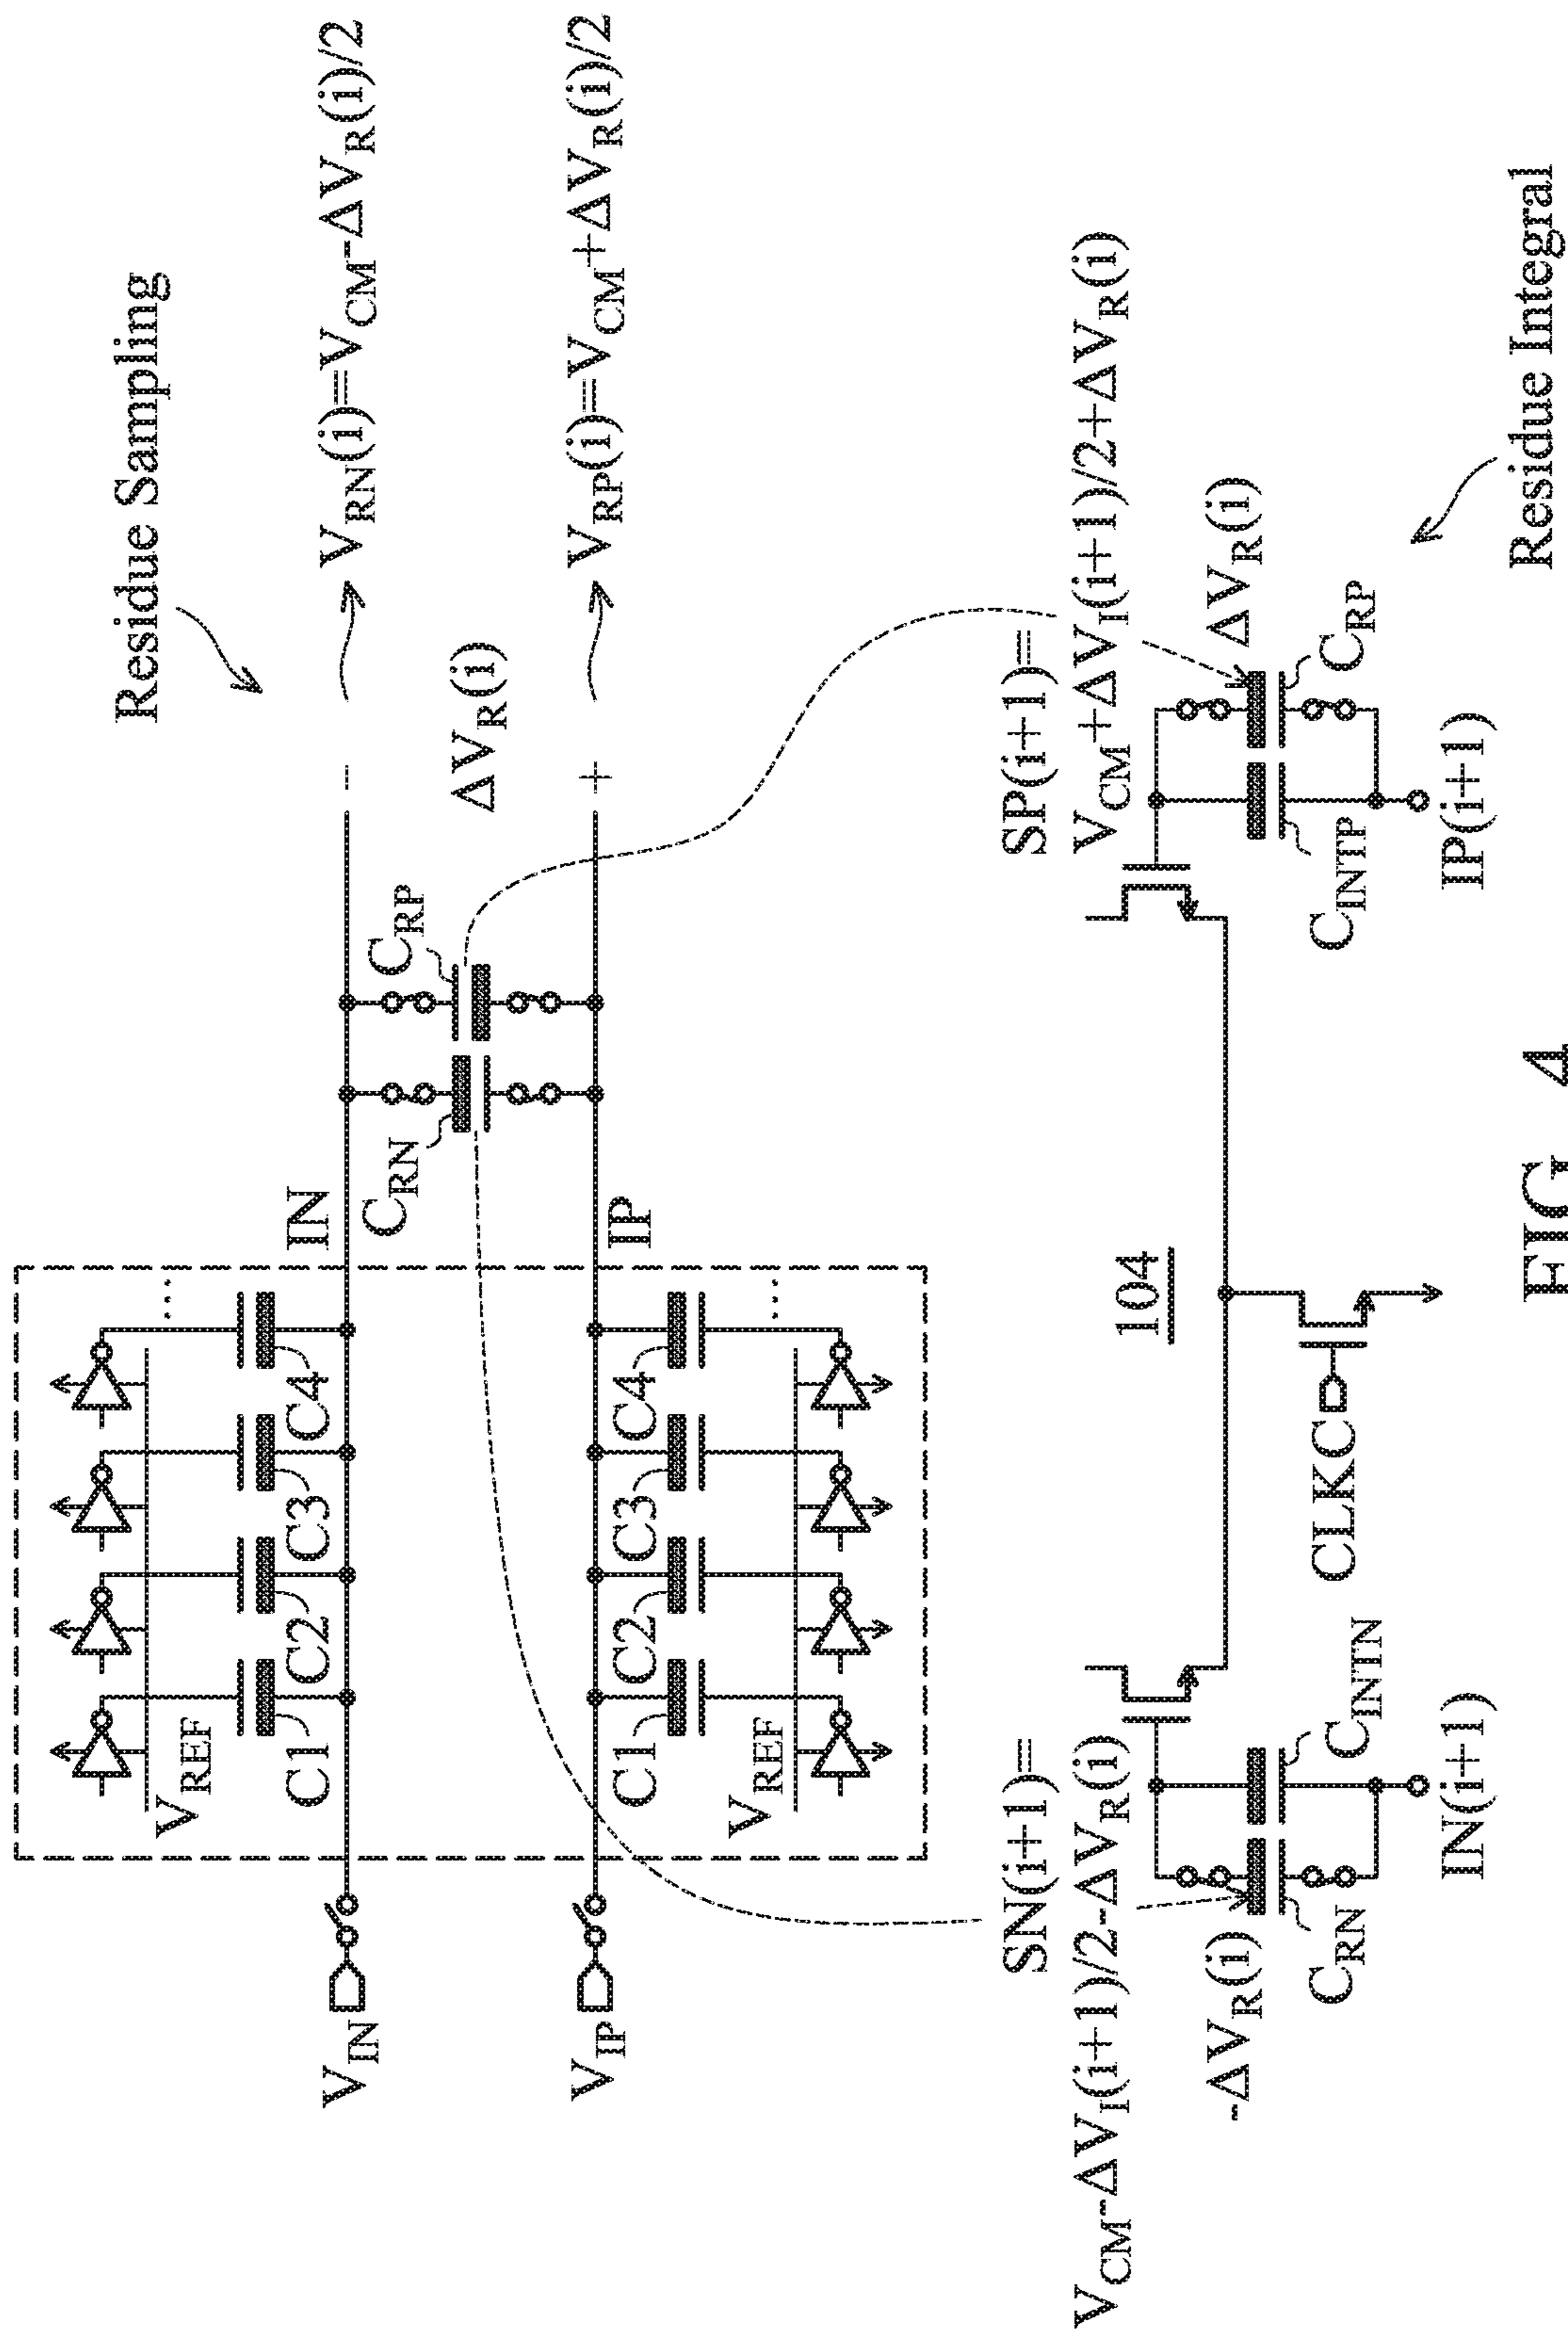 Residue Sampling
V_RN(i)=V_CM-ΔV_R(i)/2
V_RP(i)=V_CM+ΔV_R(i)/2
-
ΔV_R(i)
+
V_IN
V_IP
V_REF
C1 C2 C3 C4 ...
IN
C_RN
C_RP
IP
C1 C2 C3 C4 ...
V_REF
SN(i+1)=
V_CM-ΔV_I(i+1)/2-ΔV_R(i)
-ΔV_R(i)
C_RN
C_INTN
IN(i+1)
104
CLKC
SP(i+1)=
V_CM+ΔV_I(i+1)/2+ΔV_R(i)
ΔV_R(i)
C_INTP
C_RP
IP(i+1)
Residue Integral
FIG. 4